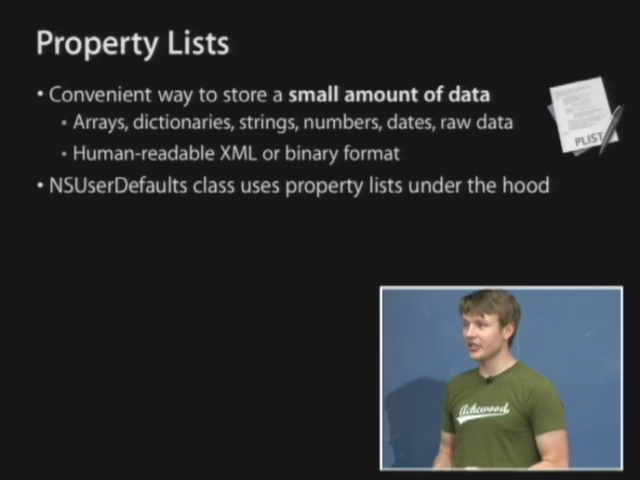 Property Lists
• Convenient way to store a small amount of data
▪ Arrays, dictionaries, strings, numbers, dates, raw data
▪ Human-readable XML or binary format
• NSUserDefaults class uses property lists under the hood
PLIST
Achewood